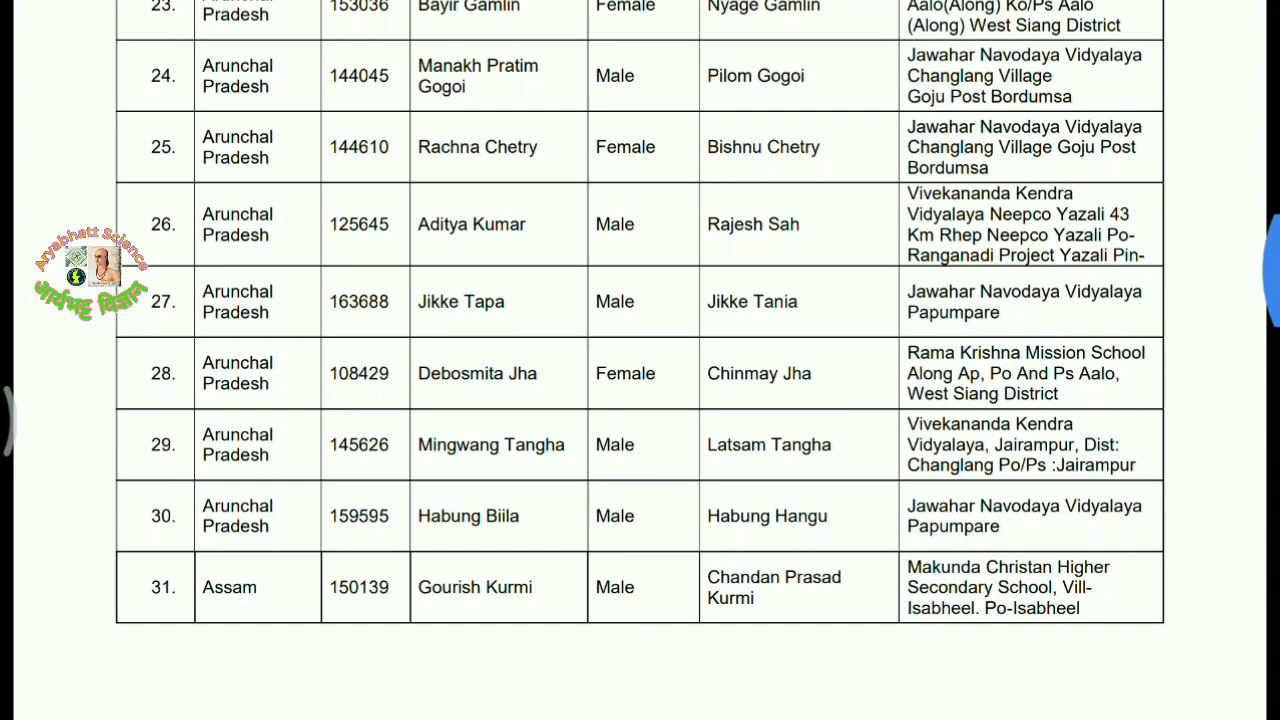 23.
Arunchal
Pradesh
153036
Bayir Gamlin
Female
Nyage Gamlin
Aalo(Along) Ko/Ps Aalo
(Along) West Siang District
24.
Arunchal
Pradesh
144045
Manakh Pratim
Gogoi
Male
Pilom Gogoi
Jawahar Navodaya Vidyalaya
Changlang Village
Goju Post Bordumsa
25.
Arunchal
Pradesh
144610
Rachna Chetry
Female
Bishnu Chetry
Jawahar Navodaya Vidyalaya
Changlang Village Goju Post
Bordumsa
26.
Arunchal
Pradesh
125645
Aditya Kumar
Male
Rajesh Sah
Vivekananda Kendra
Vidyalaya Neepco Yazali 43
Km Rhep Neepco Yazali Po-
Ranganadi Project Yazali Pin-
Aryabhatt Science
आर्यभट्ट विज्ञान
27.
Arunchal
Pradesh
163688
Jikke Tapa
Male
Jikke Tania
Jawahar Navodaya Vidyalaya
Papumpare
28.
Arunchal
Pradesh
108429
Debosmita Jha
Female
Chinmay Jha
Rama Krishna Mission School
Along Ap, Po And Ps Aalo,
West Siang District
29.
Arunchal
Pradesh
145626
Mingwang Tangha
Male
Latsam Tangha
Vivekananda Kendra
Vidyalaya, Jairampur, Dist:
Changlang Po/Ps :Jairampur
30.
Arunchal
Pradesh
159595
Habung Biila
Male
Habung Hangu
Jawahar Navodaya Vidyalaya
Papumpare
31.
Assam
150139
Gourish Kurmi
Male
Chandan Prasad
Kurmi
Makunda Christan Higher
Secondary School, Vill-
Isabheel. Po-Isabheel